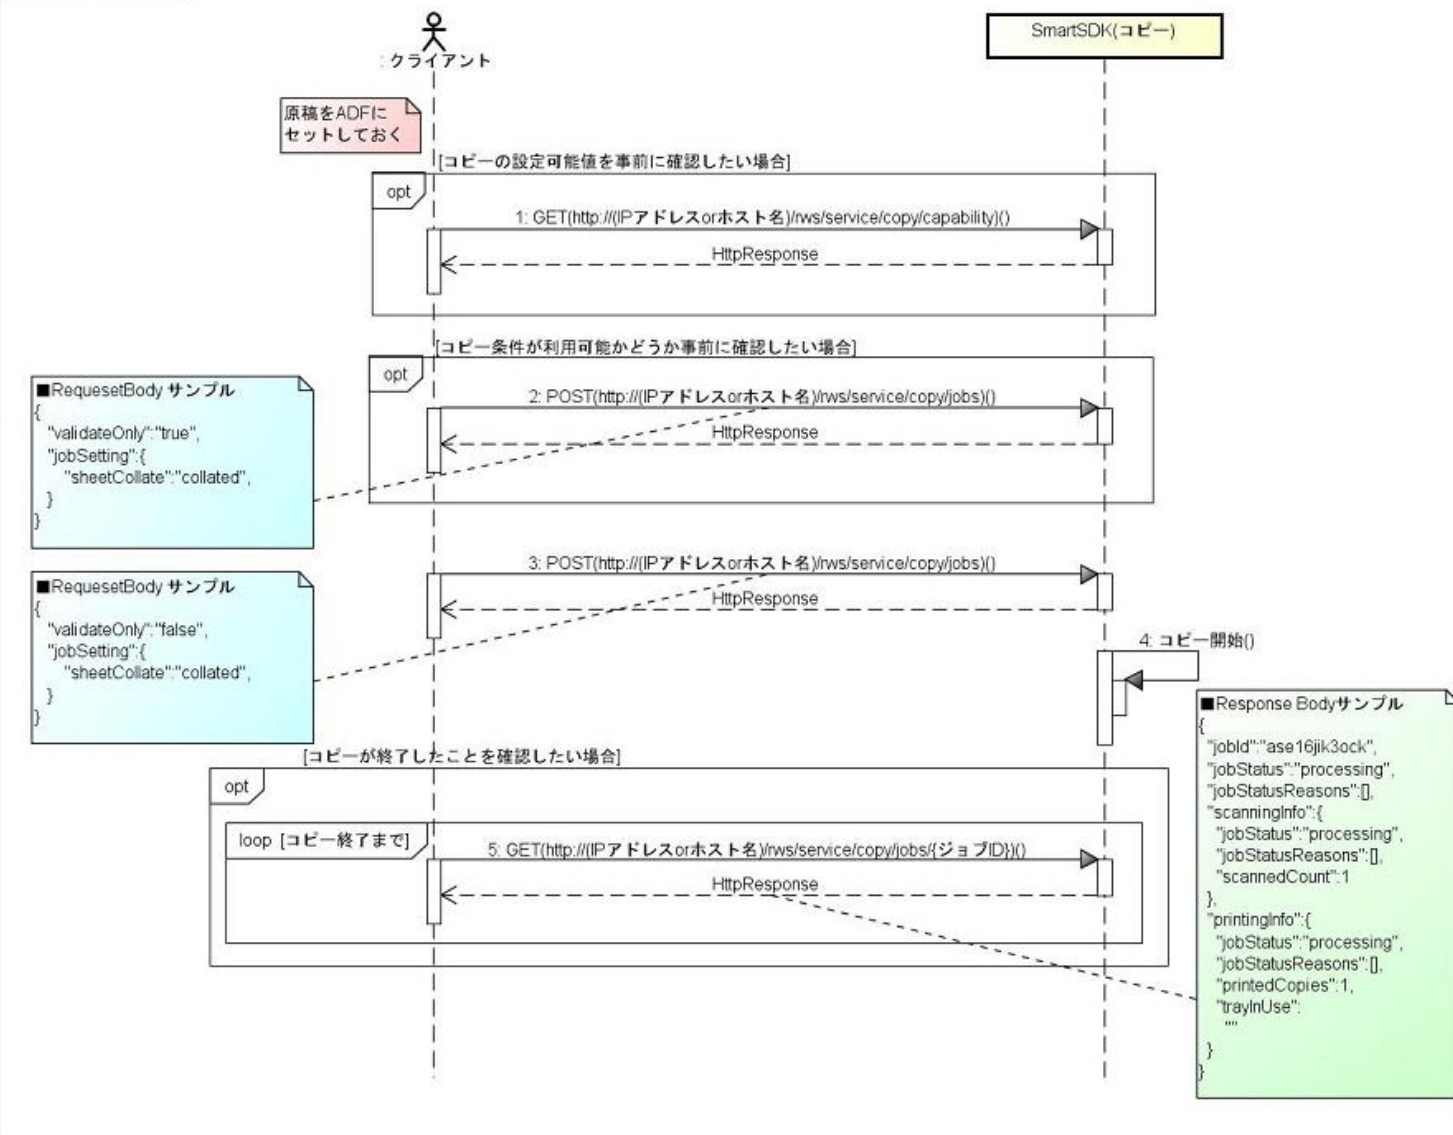 : クライアント
SmartSDK(コピー)
原稿をADFに
セットしておく
[コピーの設定可能値を事前に確認したい場合]
opt
1: GET(http://(IPアドレスorホスト名)/rws/service/copy/capability)()
HttpResponse
[コピー条件が利用可能かどうか事前に確認したい場合]
opt
■RequesetBody サンプル
{
"validateOnly":"true",
"jobSetting":{
"sheetCollate":"collated",
}
}
2: POST(http://(IPアドレスorホスト名)/rws/service/copy/jobs)()
HttpResponse
3: POST(http://(IPアドレスorホスト名)/rws/service/copy/jobs)()
HttpResponse
■RequesetBody サンプル
{
"validateOnly":"false",
"jobSetting":{
"sheetCollate":"collated",
}
}
4: コピー開始()
[コピーが終了したことを確認したい場合]
opt
loop [コピー終了まで]
5: GET(http://(IPアドレスorホスト名)/rws/service/copy/jobs/{ジョブID})()
HttpResponse
■Response Bodyサンプル
{
"jobId":"ase16jik3ock",
"jobStatus":"processing",
"jobStatusReasons":[],
"scanningInfo":{
"jobStatus":"processing",
"jobStatusReasons":[],
"scannedCount":1
},
"printingInfo":{
"jobStatus":"processing",
"jobStatusReasons":[],
"printedCopies":1,
"trayInUse":
""
}
}